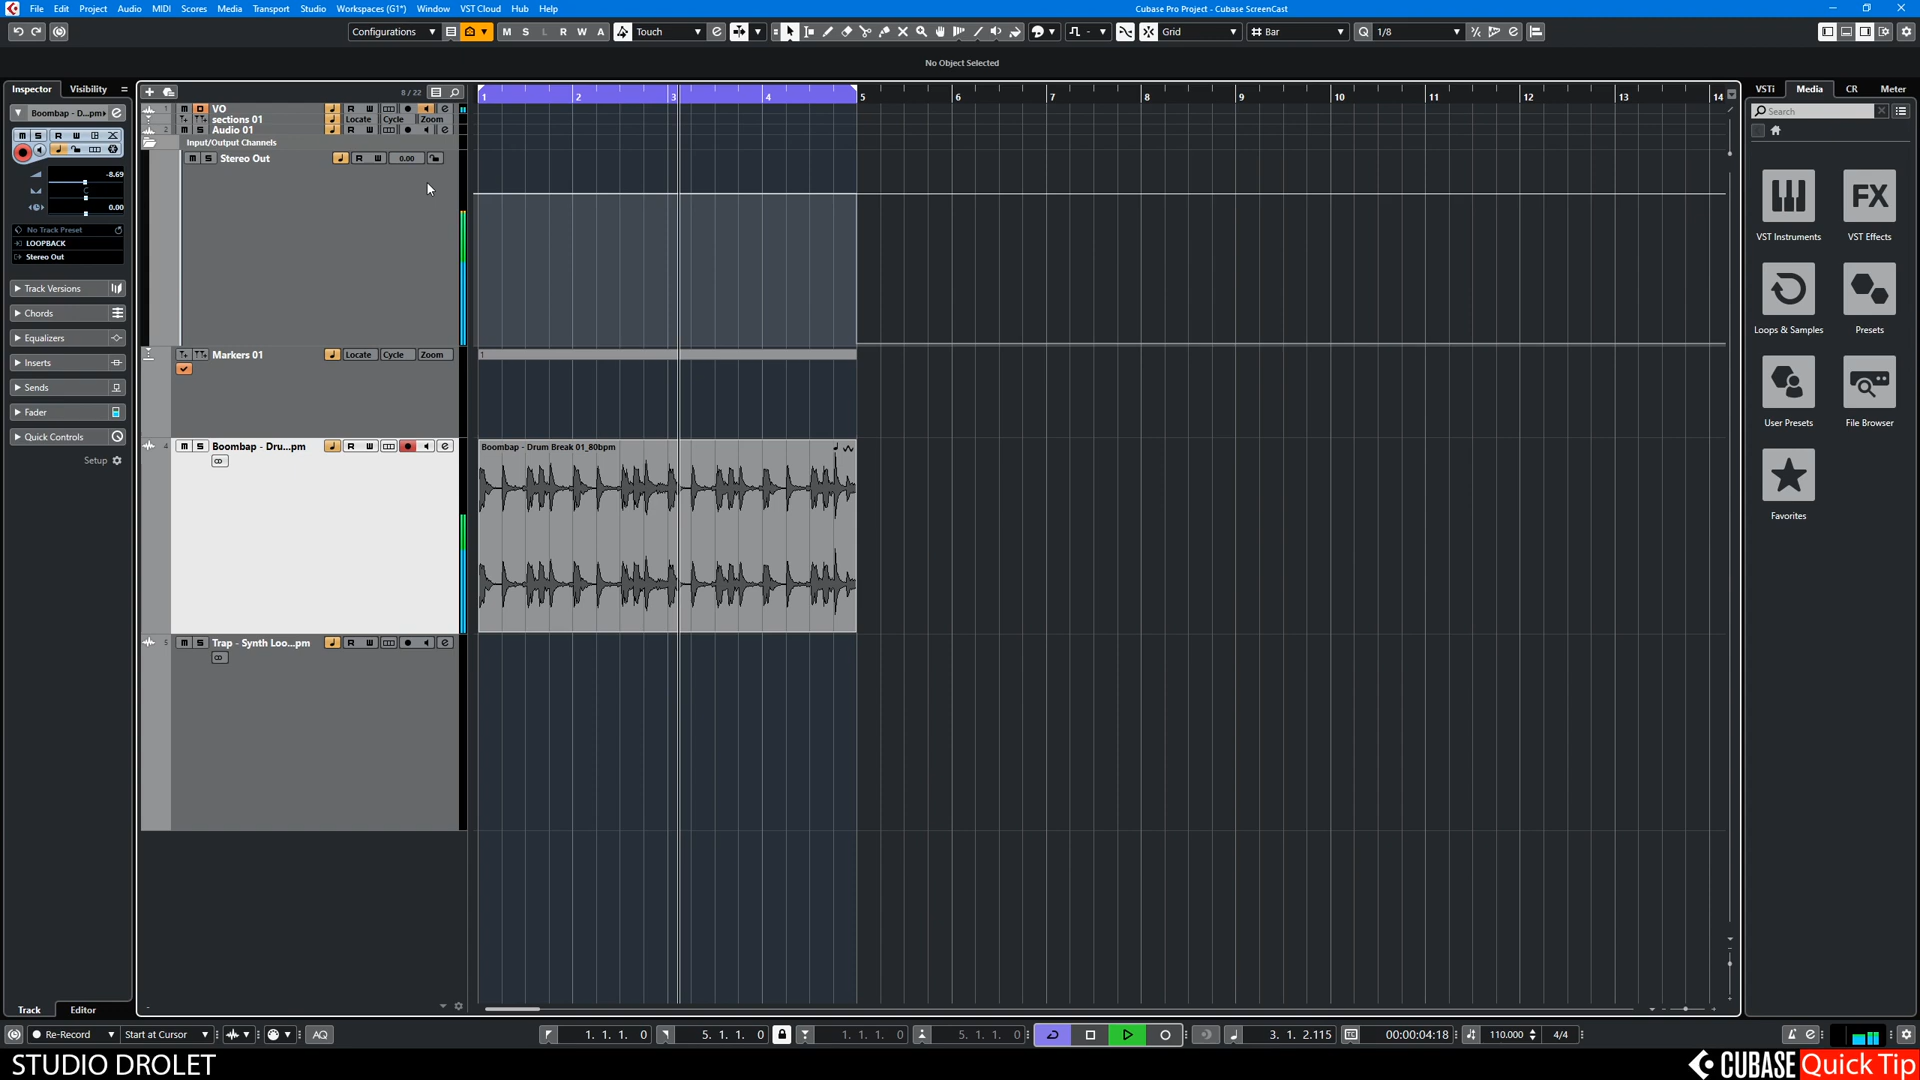 File Edit Project Audio MIDI Scores Media Transport Studio Workspaces (G1*) Window VST Cloud Hub Help
Cubase Pro Project - Cubase ScreenCast
Configurations M S L R W A Touch Grid Bar Q 1/8
No Object Selected
Inspector Visibility
8 / 22
1 2 3 4 5 6 7 8 9 10 11 12 13 14
VSTi Media CR Meter
Boombap - D...pm
Search
1 VO
sections 01 Locate Cycle Zoom
2 Audio 01
Input/Output Channels
Stereo Out R W 0.00
-8.69
C
0.00
No Track Preset
LOOPBACK
Stereo Out
Track Versions
Chords
Equalizers
Inserts
Sends
Fader
Quick Controls
Setup
Markers 01 Locate Cycle Zoom
1
4 M S Boombap - Dru...pm R W
Boombap - Drum Break 01_80bpm
5 M S Trap - Synth Loo...pm R W
VST Instruments
FX
VST Effects
Loops & Samples
Presets
User Presets
File Browser
Favorites
Track Editor
Re-Record Start at Cursor AQ
1. 1. 1. 0
5. 1. 1. 0
1. 1. 1. 0
5. 1. 1. 0
3. 1. 2.115
00:00:04:18
110.000
4/4
STUDIO DROLET
CUBASE Quick Tip